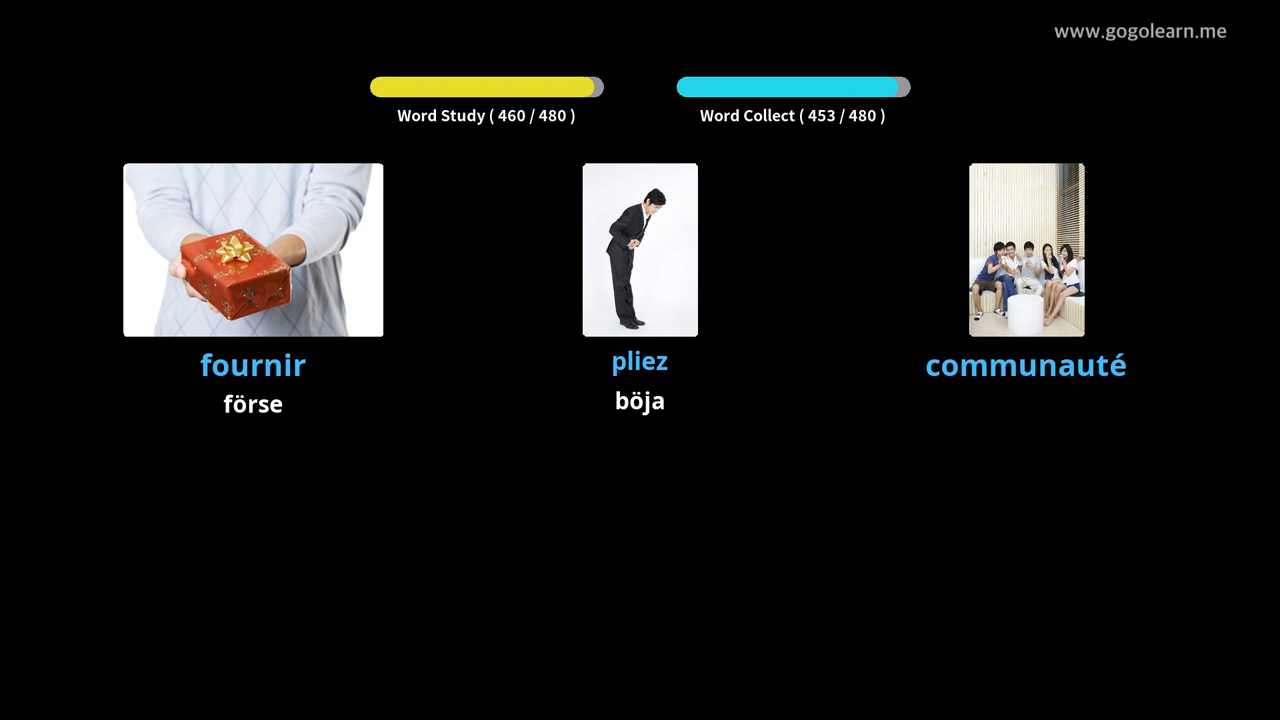 www.gogolearn.me
Word Study ( 460 / 480 )
Word Collect ( 453 / 480 )
fournir
pliez
communauté
förse
böja